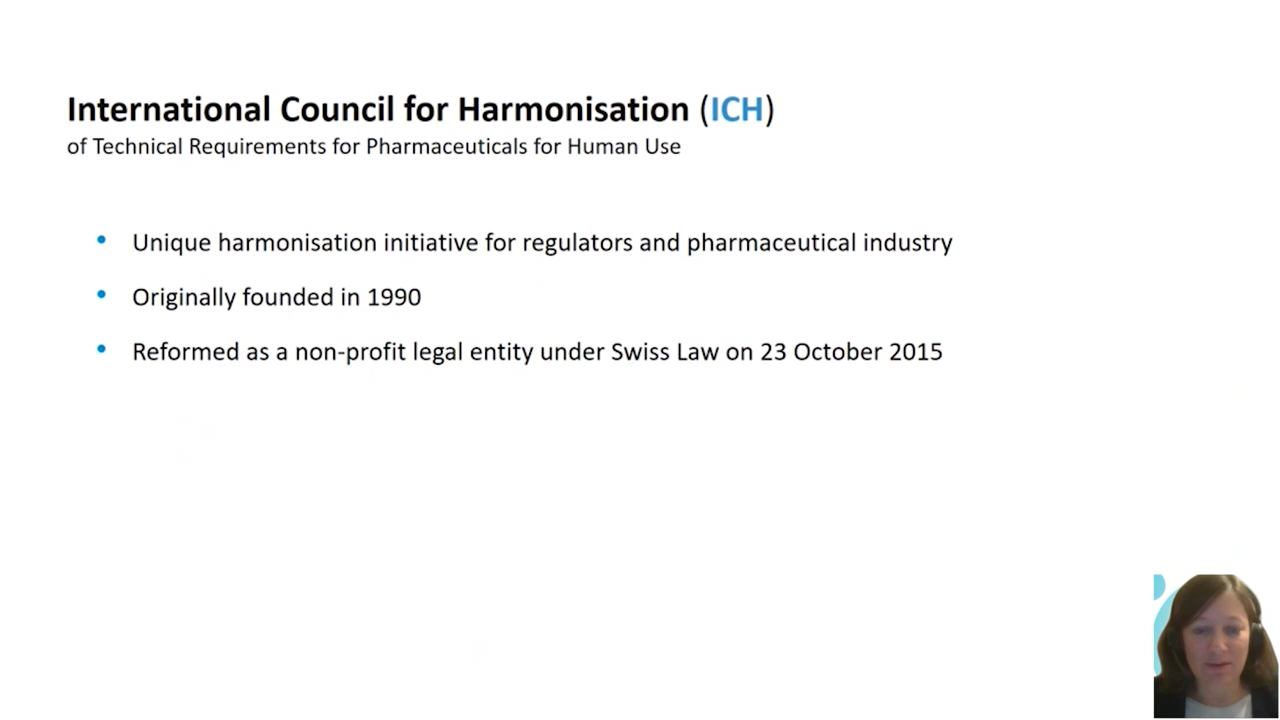 International Council for Harmonisation (ICH)
of Technical Requirements for Pharmaceuticals for Human Use
• Unique harmonisation initiative for regulators and pharmaceutical industry
• Originally founded in 1990
• Reformed as a non-profit legal entity under Swiss Law on 23 October 2015